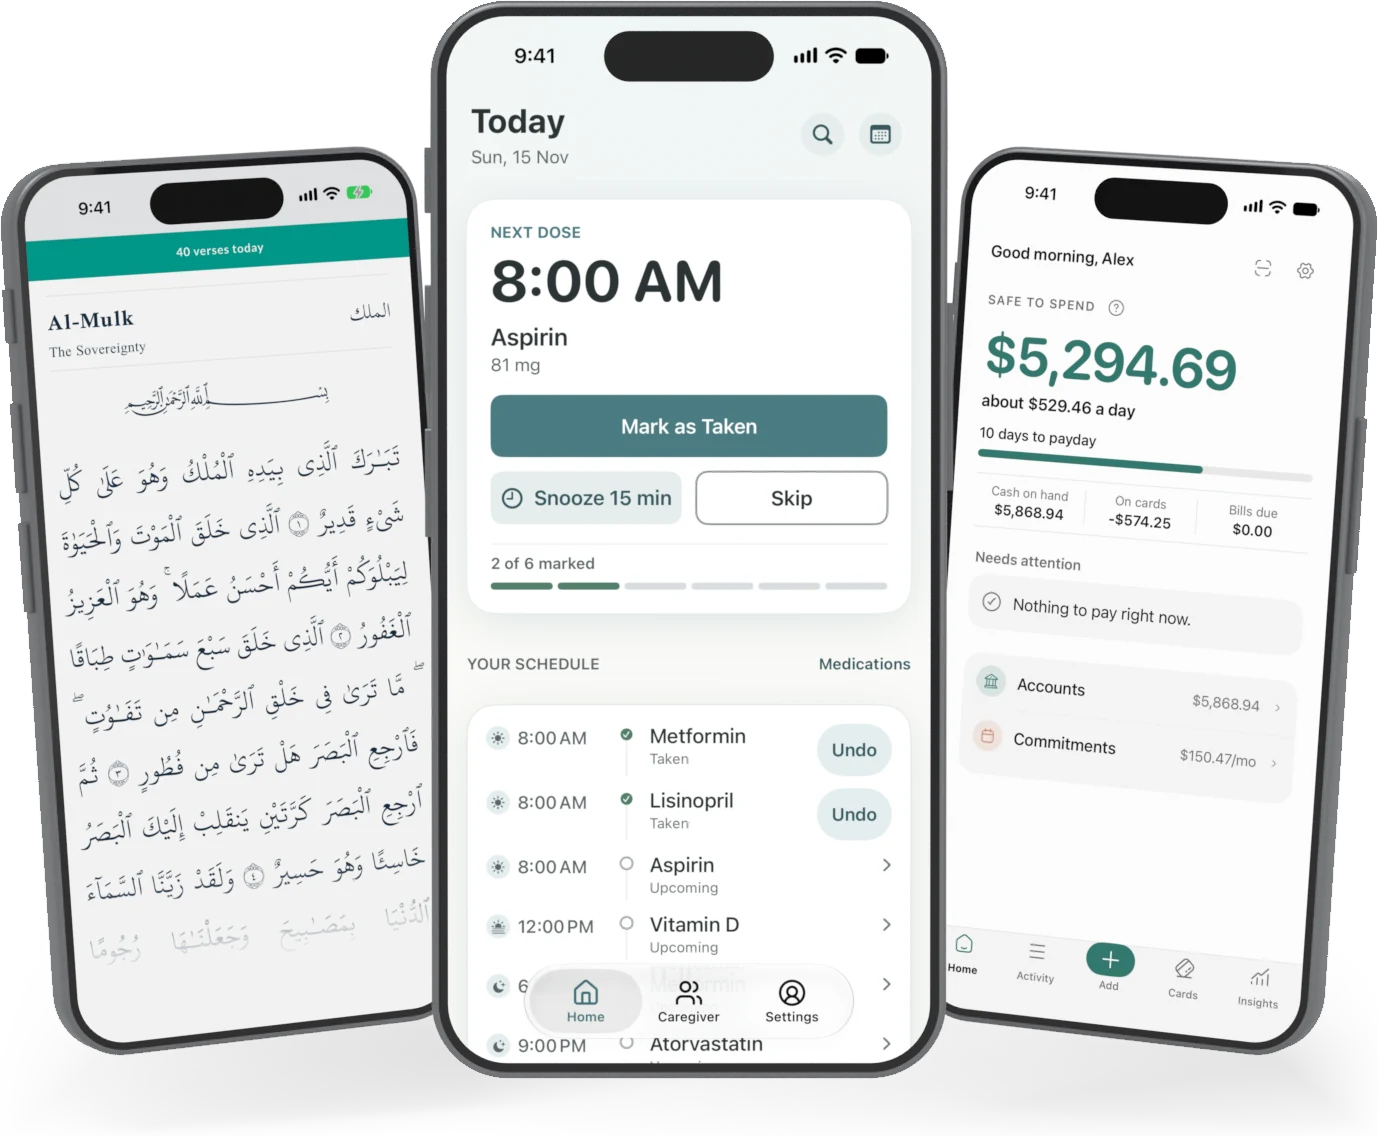 9:41
40 verses today
Al-Mulk
الملك
The Sovereignty
بِسْمِ ٱللَّهِ ٱلرَّحْمَٰنِ ٱلرَّحِيمِ
تَبَـٰرَكَ ٱلَّذِى بِيَدِهِ ٱلْمُلْكُ وَهُوَ عَلَىٰ كُلِّ
شَىْءٍ قَدِيرٌ ١ ٱلَّذِى خَلَقَ ٱلْمَوْتَ وَٱلْحَيَوٰةَ
لِيَبْلُوَكُمْ أَيُّكُمْ أَحْسَنُ عَمَلًا ۚ وَهُوَ ٱلْعَزِيزُ
ٱلْغَفُورُ ٢ ٱلَّذِى خَلَقَ سَبْعَ سَمَـٰوَٰتٍ طِبَاقًا ۖ
مَّا تَرَىٰ فِى خَلْقِ ٱلرَّحْمَـٰنِ مِن تَفَـٰوُتٍ ۖ
فَٱرْجِعِ ٱلْبَصَرَ هَلْ تَرَىٰ مِن فُطُورٍ ٣ ثُمَّ
ٱرْجِعِ ٱلْبَصَرَ كَرَّتَيْنِ يَنقَلِبْ إِلَيْكَ ٱلْبَصَرُ
خَاسِئًا وَهُوَ حَسِيرٌ ٤ وَلَقَدْ زَيَّنَّا ٱلسَّمَآءَ
ٱلدُّنْيَا بِمَصَـٰبِيحَ وَجَعَلْنَـٰهَا رُجُومًا
9:41
Today
Sun, 15 Nov
NEXT DOSE
8:00 AM
Aspirin
81 mg
Mark as Taken
Snooze 15 min
Skip
2 of 6 marked
YOUR SCHEDULE
Medications
8:00 AM
Metformin
Taken
Undo
8:00 AM
Lisinopril
Taken
Undo
8:00 AM
Aspirin
Upcoming
12:00 PM
Vitamin D
Upcoming
6
Metformin
Home
Caregiver
Settings
9:00 PM
Atorvastatin
9:41
Good morning, Alex
SAFE TO SPEND ?
$5,294.69
about $529.46 a day
10 days to payday
Cash on hand
$5,868.94
On cards
-$574.25
Bills due
$0.00
Needs attention
Nothing to pay right now.
Accounts
$5,868.94
Commitments
$150.47/mo
Home
Activity
Add
Cards
Insights